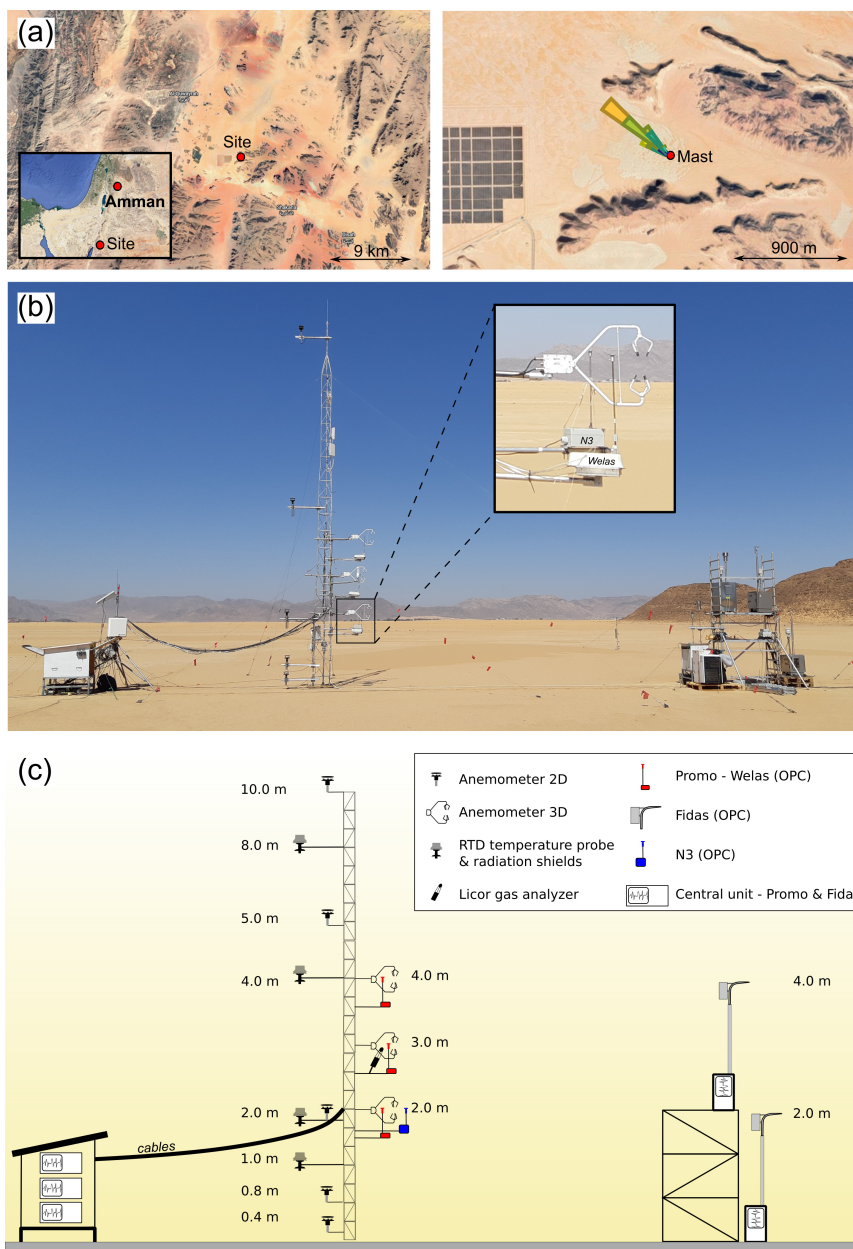 (a)
Site
Amman
Site
9 km
Mast
900 m
(b)
N3
Welas
(c)
Anemometer 2D
Anemometer 3D
RTD temperature probe
& radiation shields
Licor gas analyzer
Promo - Welas (OPC)
Fidas (OPC)
N3 (OPC)
Central unit - Promo & Fida
10.0 m
8.0 m
5.0 m
4.0 m
4.0 m
4.0 m
3.0 m
2.0 m
2.0 m
2.0 m
cables
1.0 m
0.8 m
0.4 m